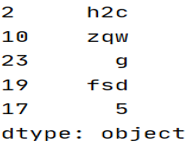 2 h2c
10 zqw
23 g
19 fsd
17 5
dtype: object